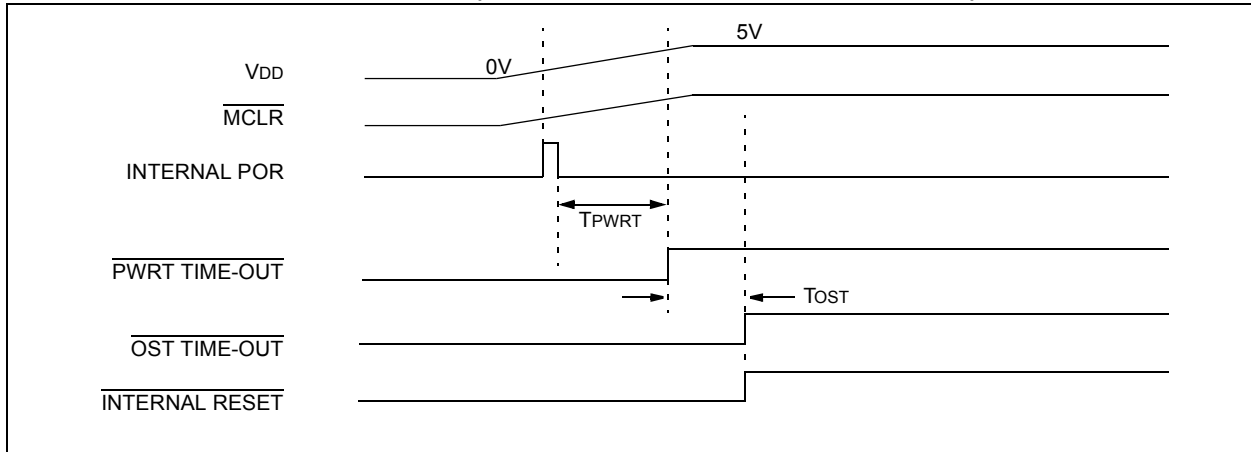 5V
0V
VDD
MCLR
INTERNAL POR
TPWRT
PWRT TIME-OUT
TOST
OST TIME-OUT
INTERNAL RESET